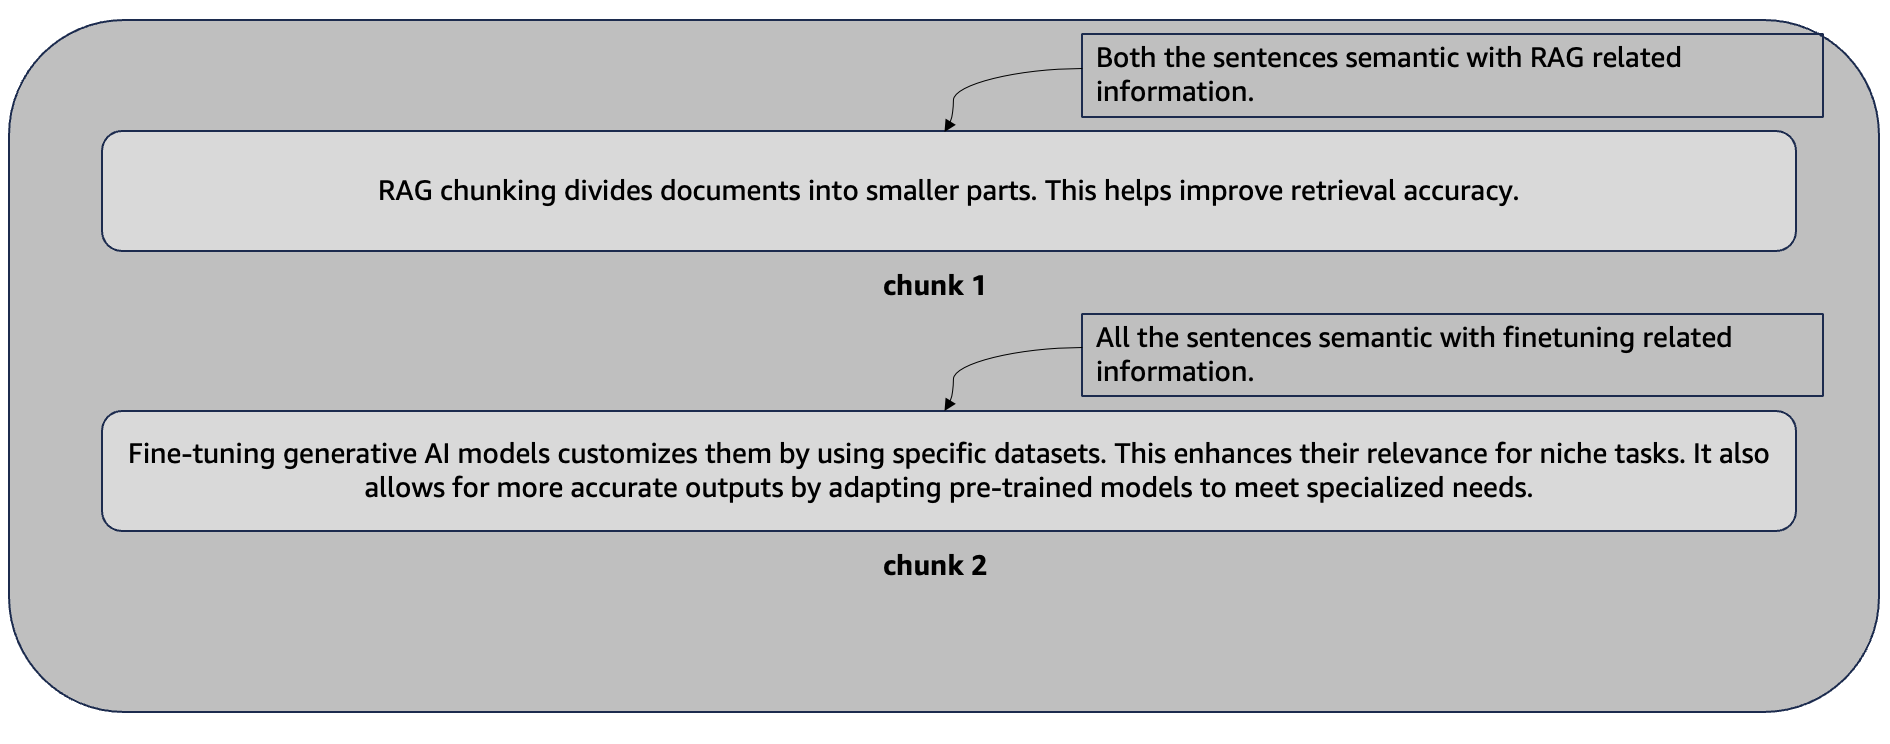 Both the sentences semantic with RAG related
information.
RAG chunking divides documents into smaller parts. This helps improve retrieval accuracy.
chunk 1
All the sentences semantic with finetuning related
information.
Fine-tuning generative AI models customizes them by using specific datasets. This enhances their relevance for niche tasks. It also
allows for more accurate outputs by adapting pre-trained models to meet specialized needs.
chunk 2